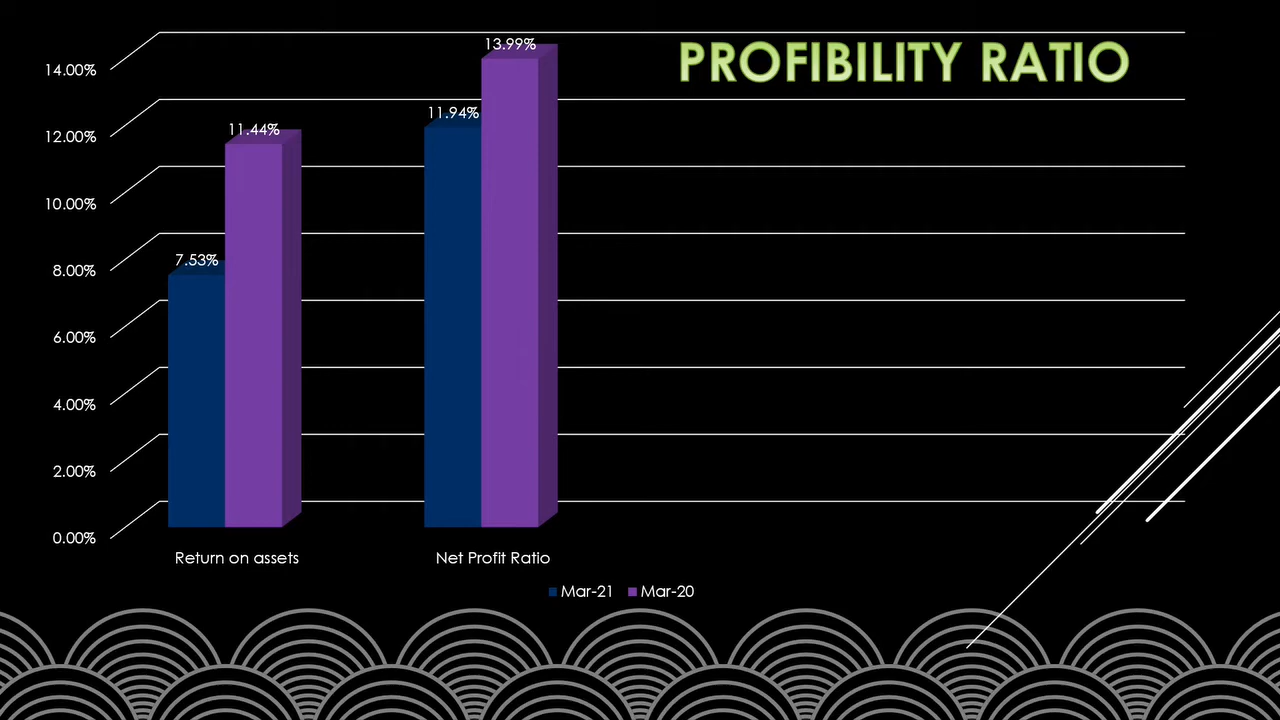 PROFIBILITY RATIO
14.00%
12.00%
10.00%
8.00%
6.00%
4.00%
2.00%
0.00%
7.53%
11.44%
11.94%
13.99%
Return on assets
Net Profit Ratio
Mar-21
Mar-20